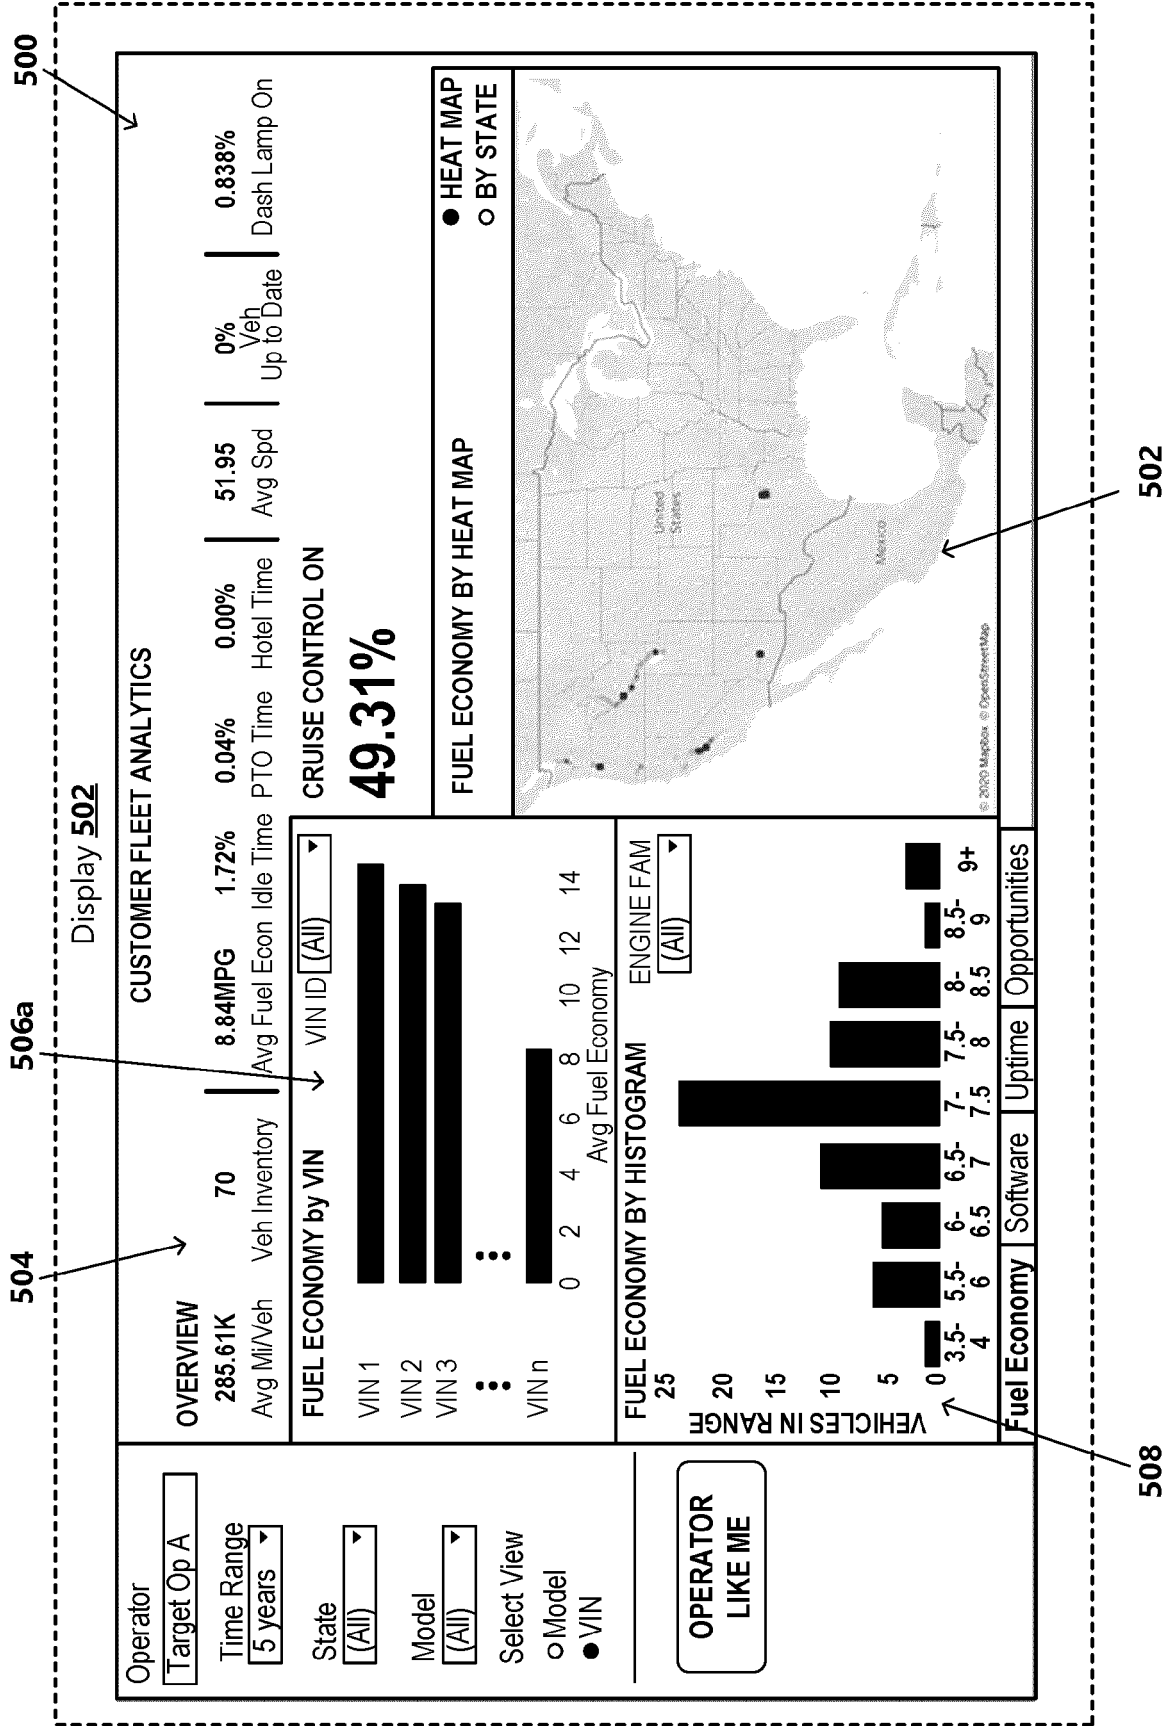 Display 502
500
CUSTOMER FLEET ANALYTICS
504
506a
Operator
Target Op A
Time Range
5 years
State
(All)
Model
(All)
Select View
Model
VIN
OPERATOR
LIKE ME
OVERVIEW
285.61K
Avg Mi/Veh
70
Veh Inventory
8.84MPG
Avg Fuel Econ
1.72%
Idle Time
0.04%
PTO Time
0.00%
Hotel Time
51.95
Avg Spd
0%
Veh
Up to Date
0.838%
Dash Lamp On
FUEL ECONOMY by VIN
VIN ID
(All)
VIN 1
VIN 2
VIN 3
VIN n
0 2 4 6 8 10 12 14
Avg Fuel Economy
CRUISE CONTROL ON
49.31%
FUEL ECONOMY BY HISTOGRAM
ENGINE FAM
(All)
VEHICLES IN RANGE
25
20
15
10
5
0
3.5-
4
5.5-
6
6-
6.5
6.5-
7
7-
7.5
7.5-
8
8-
8.5
8.5-
9
9+
FUEL ECONOMY BY HEAT MAP
HEAT MAP
BY STATE
United
States
Mexico
© 2020 Mapbox © OpenStreetMap
Fuel Economy
Software
Uptime
Opportunities
508
502